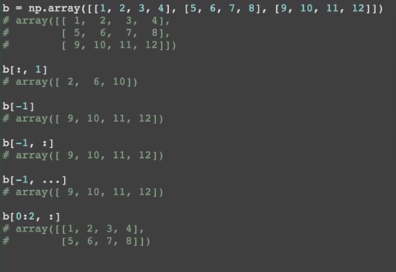 b = np.array([[1, 2, 3, 4], [5, 6, 7, 8], [9, 10, 11, 12]])
# array([[ 1,  2,  3,  4],
#        [ 5,  6,  7,  8],
#        [ 9, 10, 11, 12]])
b[:, 1]
# array([ 2,  6, 10])
b[-1]
# array([ 9, 10, 11, 12])
b[-1, :]
# array([ 9, 10, 11, 12])
b[-1, ...]
# array([ 9, 10, 11, 12])
b[0:2, :]
# array([[1, 2, 3, 4],
#        [5, 6, 7, 8]])